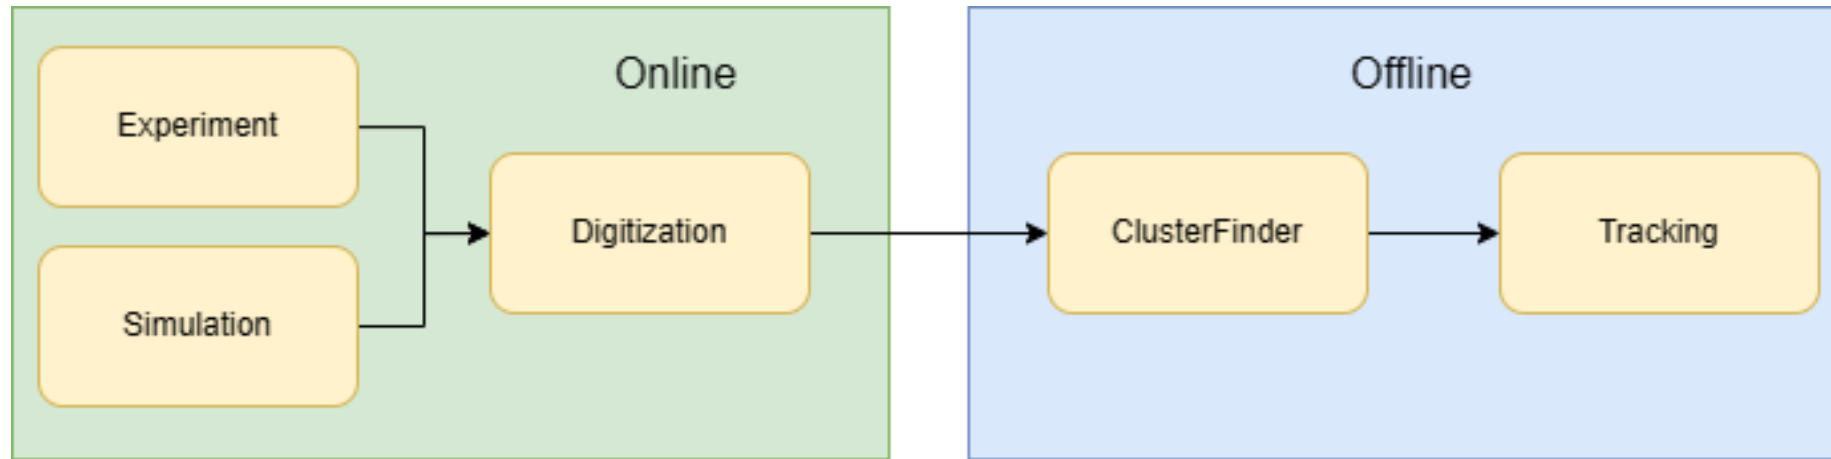 Online
Experiment
Simulation
Digitization
Offline
ClusterFinder
Tracking